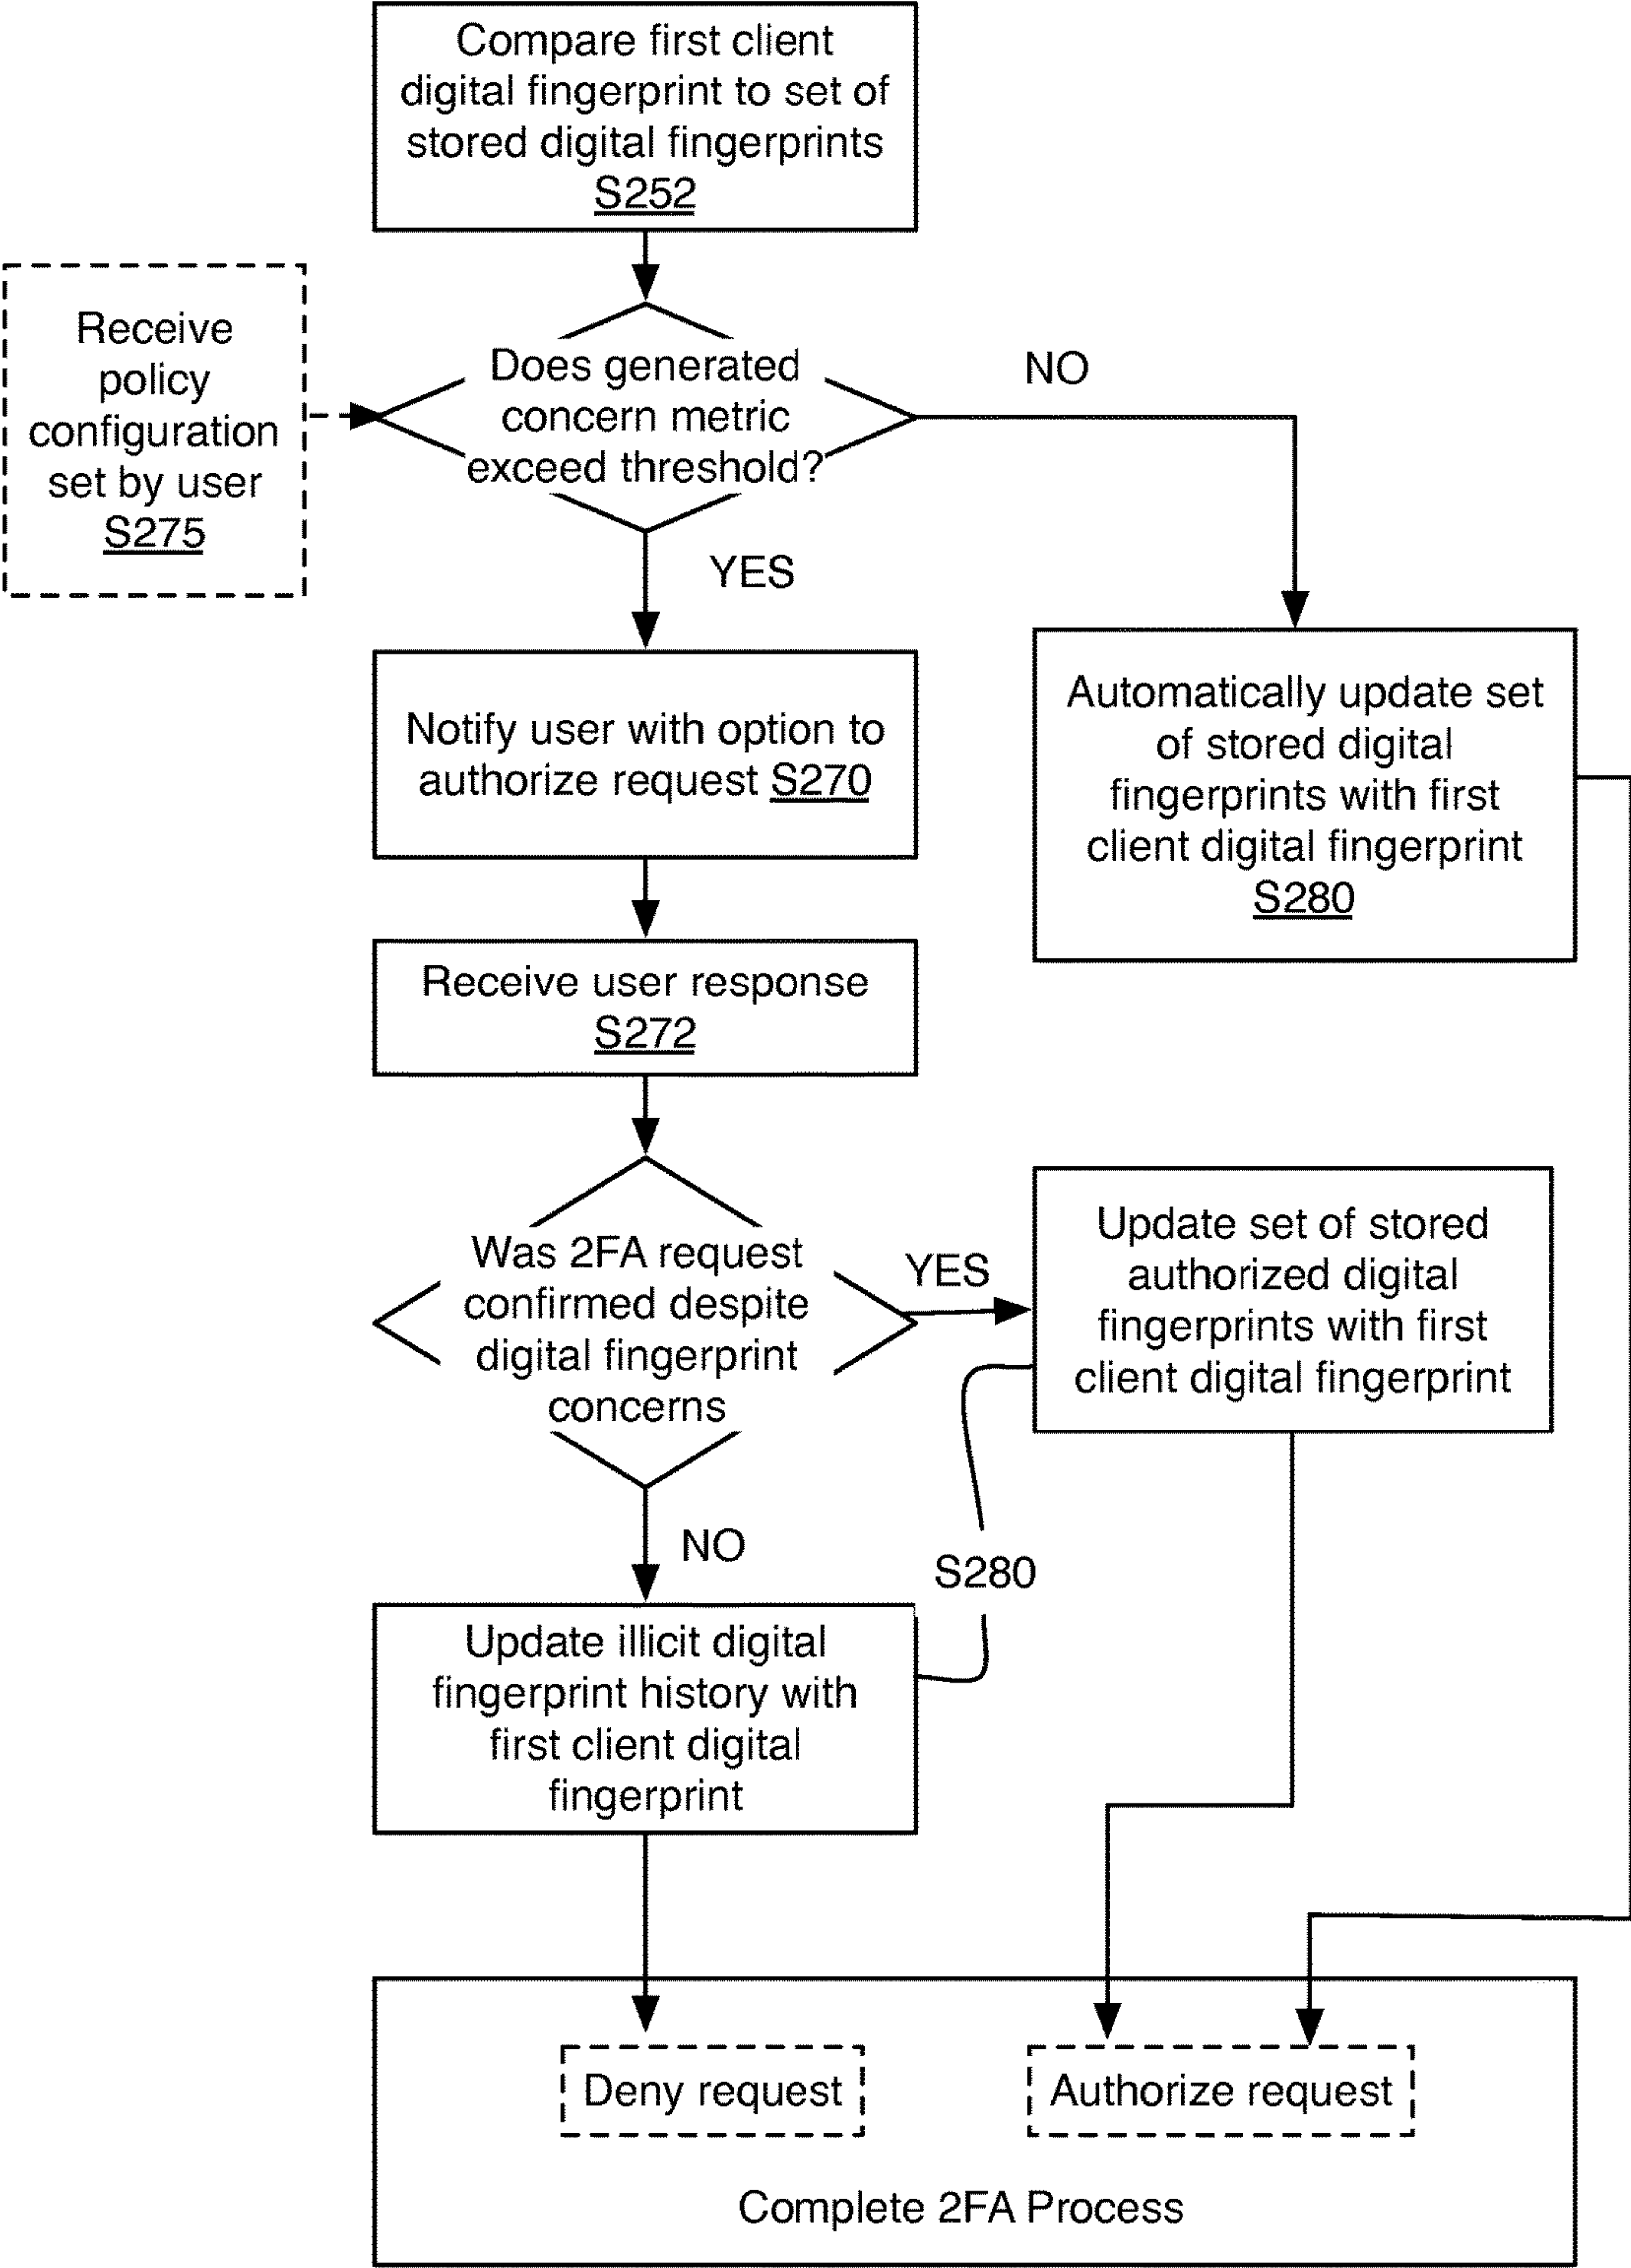 Compare first client
digital fingerprint to set of
stored digital fingerprints
S252
Receive
policy
configuration
set by user
S275
Does generated
concern metric
exceed threshold?
NO
YES
Notify user with option to
authorize request S270
Automatically update set
of stored digital
fingerprints with first
client digital fingerprint
S280
Receive user response
S272
Was 2FA request
confirmed despite
digital fingerprint
concerns
YES
Update set of stored
authorized digital
fingerprints with first
client digital fingerprint
NO
S280
Update illicit digital
fingerprint history with
first client digital
fingerprint
Deny request
Authorize request
Complete 2FA Process